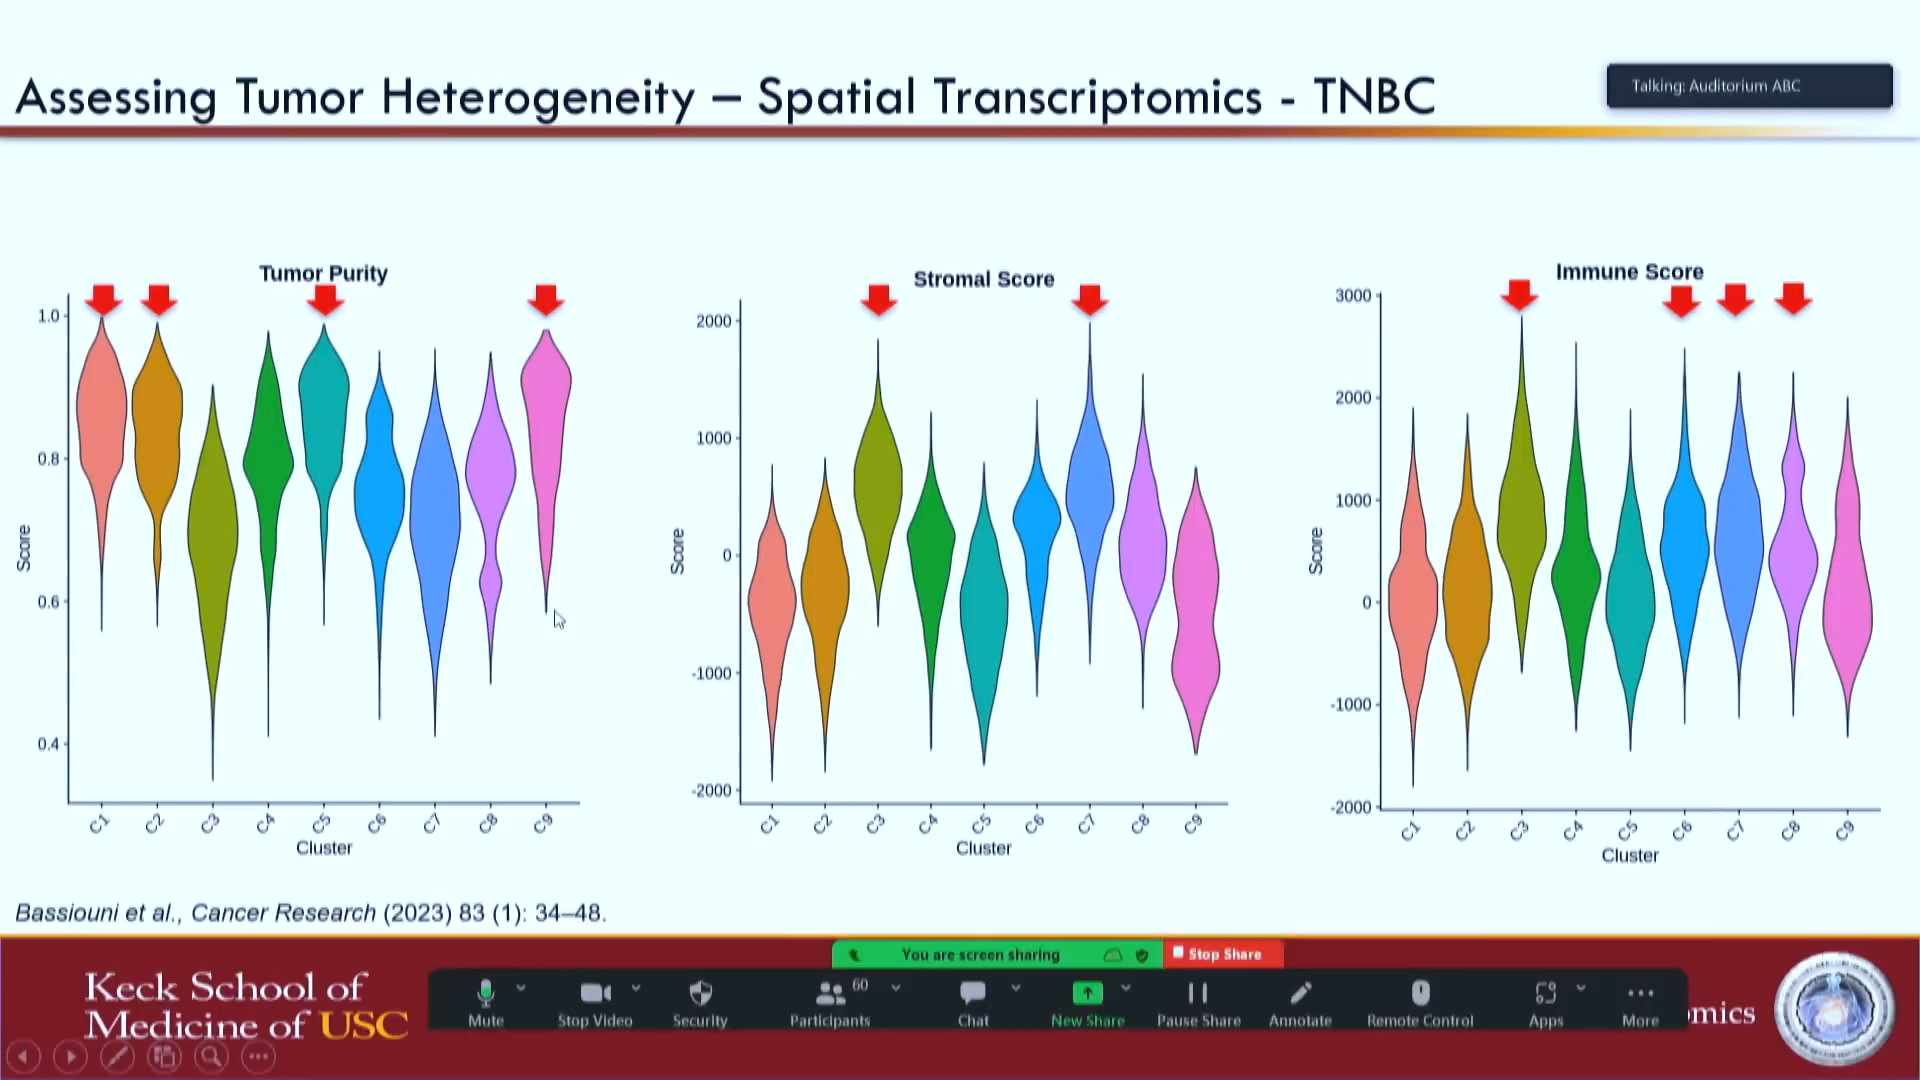 Assessing Tumor Heterogeneity – Spatial Transcriptomics - TNBC
Talking: Auditorium ABC
Tumor Purity
1.0
0.8
0.6
0.4
Score
C1 C2 C3 C4 C5 C6 C7 C8 C9
Cluster
Stromal Score
2000
1000
0
-1000
-2000
Score
C1 C2 C3 C4 C5 C6 C7 C8 C9
Cluster
Immune Score
3000
2000
1000
0
-1000
-2000
Score
C1 C2 C3 C4 C5 C6 C7 C8 C9
Cluster
Bassiouni et al., Cancer Research (2023) 83 (1): 34–48.
You are screen sharing
Stop Share
Keck School of
Medicine of USC
60
Mute
Stop Video
Security
Participants
Chat
New Share
Pause Share
Annotate
Remote Control
Apps
More
omics